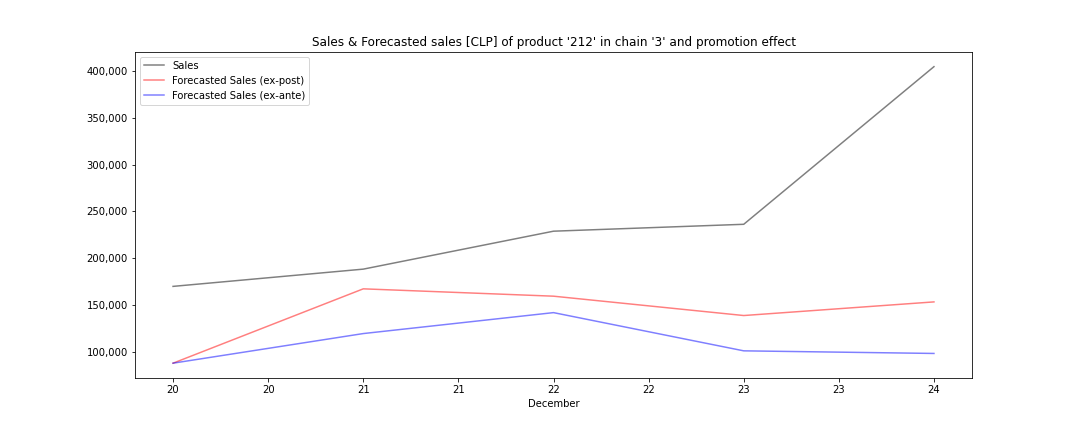 Sales & Forecasted sales [CLP] of product '212' in chain '3' and promotion effect
Sales
Forecasted Sales (ex-post)
Forecasted Sales (ex-ante)
400,000
350,000
300,000
250,000
200,000
150,000
100,000
20 20 21 21 22 22 23 23 24
December